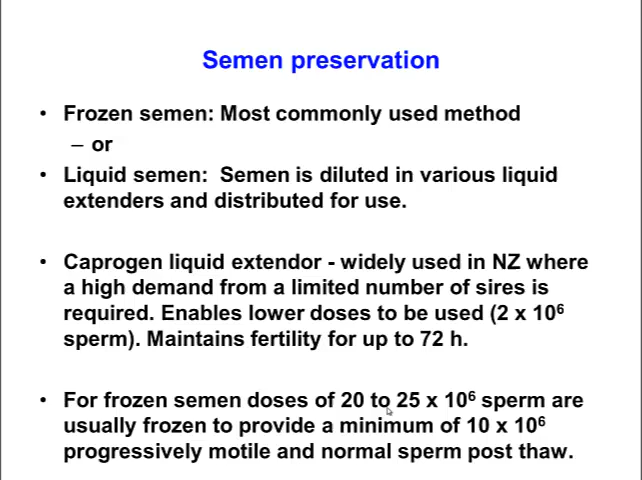 Semen preservation
• Frozen semen: Most commonly used method
– or
• Liquid semen:  Semen is diluted in various liquid
extenders and distributed for use.
• Caprogen liquid extendor - widely used in NZ where
a high demand from a limited number of sires is
required. Enables lower doses to be used (2 x 10⁶
sperm). Maintains fertility for up to 72 h.
• For frozen semen doses of 20 to 25 x 10⁶ sperm are
usually frozen to provide a minimum of 10 x 10⁶
progressively motile and normal sperm post thaw.